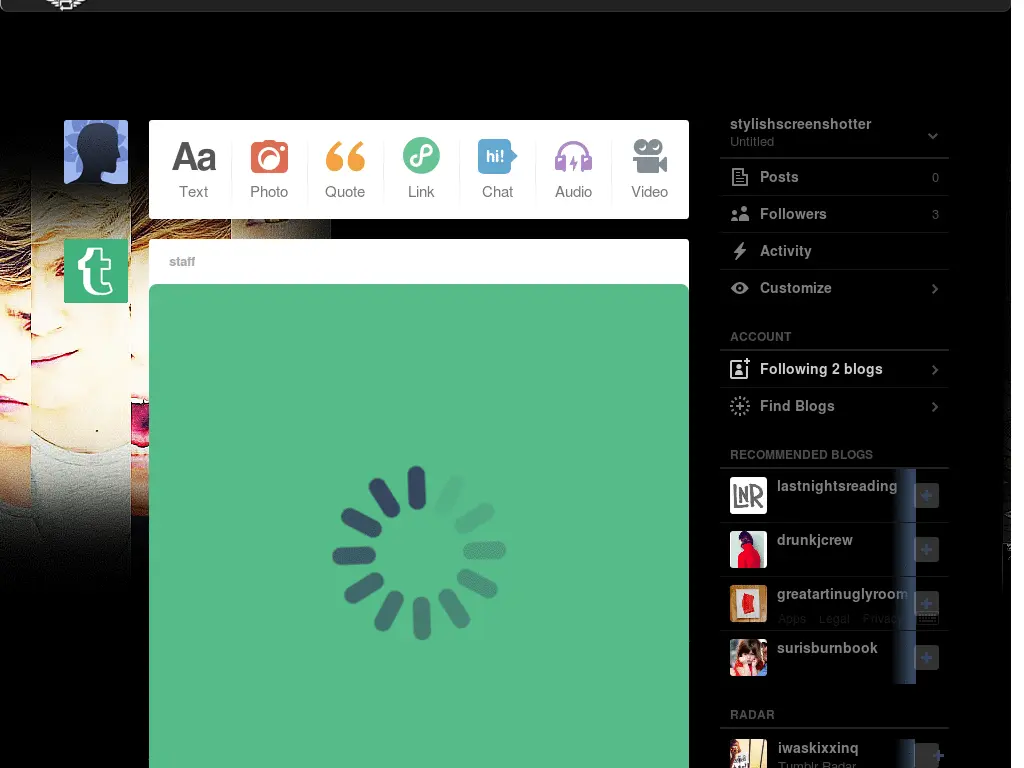 Aa
Text
Photo
Quote
Link
hi!
Chat
Audio
Video
staff
stylishscreenshotter
Untitled
Posts 0
Followers 3
Activity
Customize
ACCOUNT
Following 2 blogs
Find Blogs
RECOMMENDED BLOGS
LNR
lastnightsreading
drunkjcrew
greatartinuglyroom
Apps Legal Privacy
surisburnbook
RADAR
iwaskixxinq
Tumblr Radar